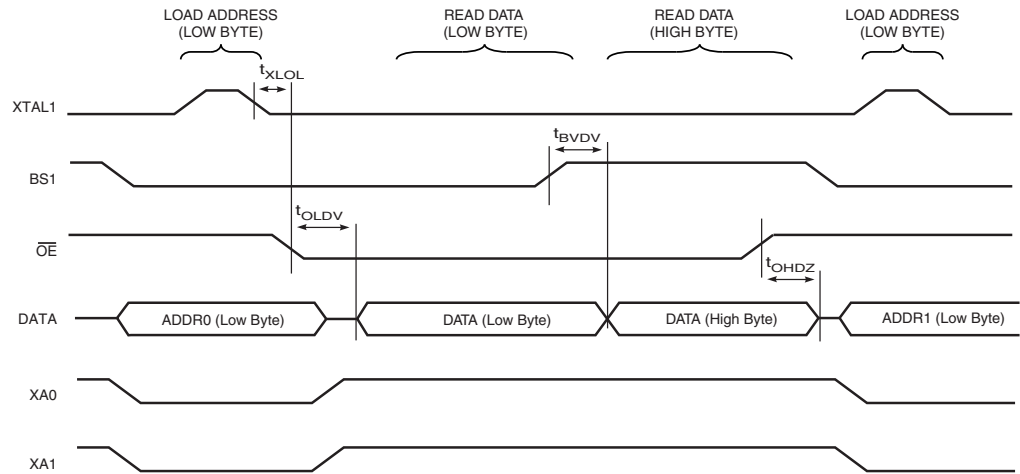 LOAD ADDRESS
(LOW BYTE)
READ DATA
(LOW BYTE)
READ DATA
(HIGH BYTE)
LOAD ADDRESS
(LOW BYTE)
tXLOL
XTAL1
tBVDV
BS1
tOLDV
OE
tOHDZ
DATA
ADDR0 (Low Byte)
DATA (Low Byte)
DATA (High Byte)
ADDR1 (Low Byte)
XA0
XA1